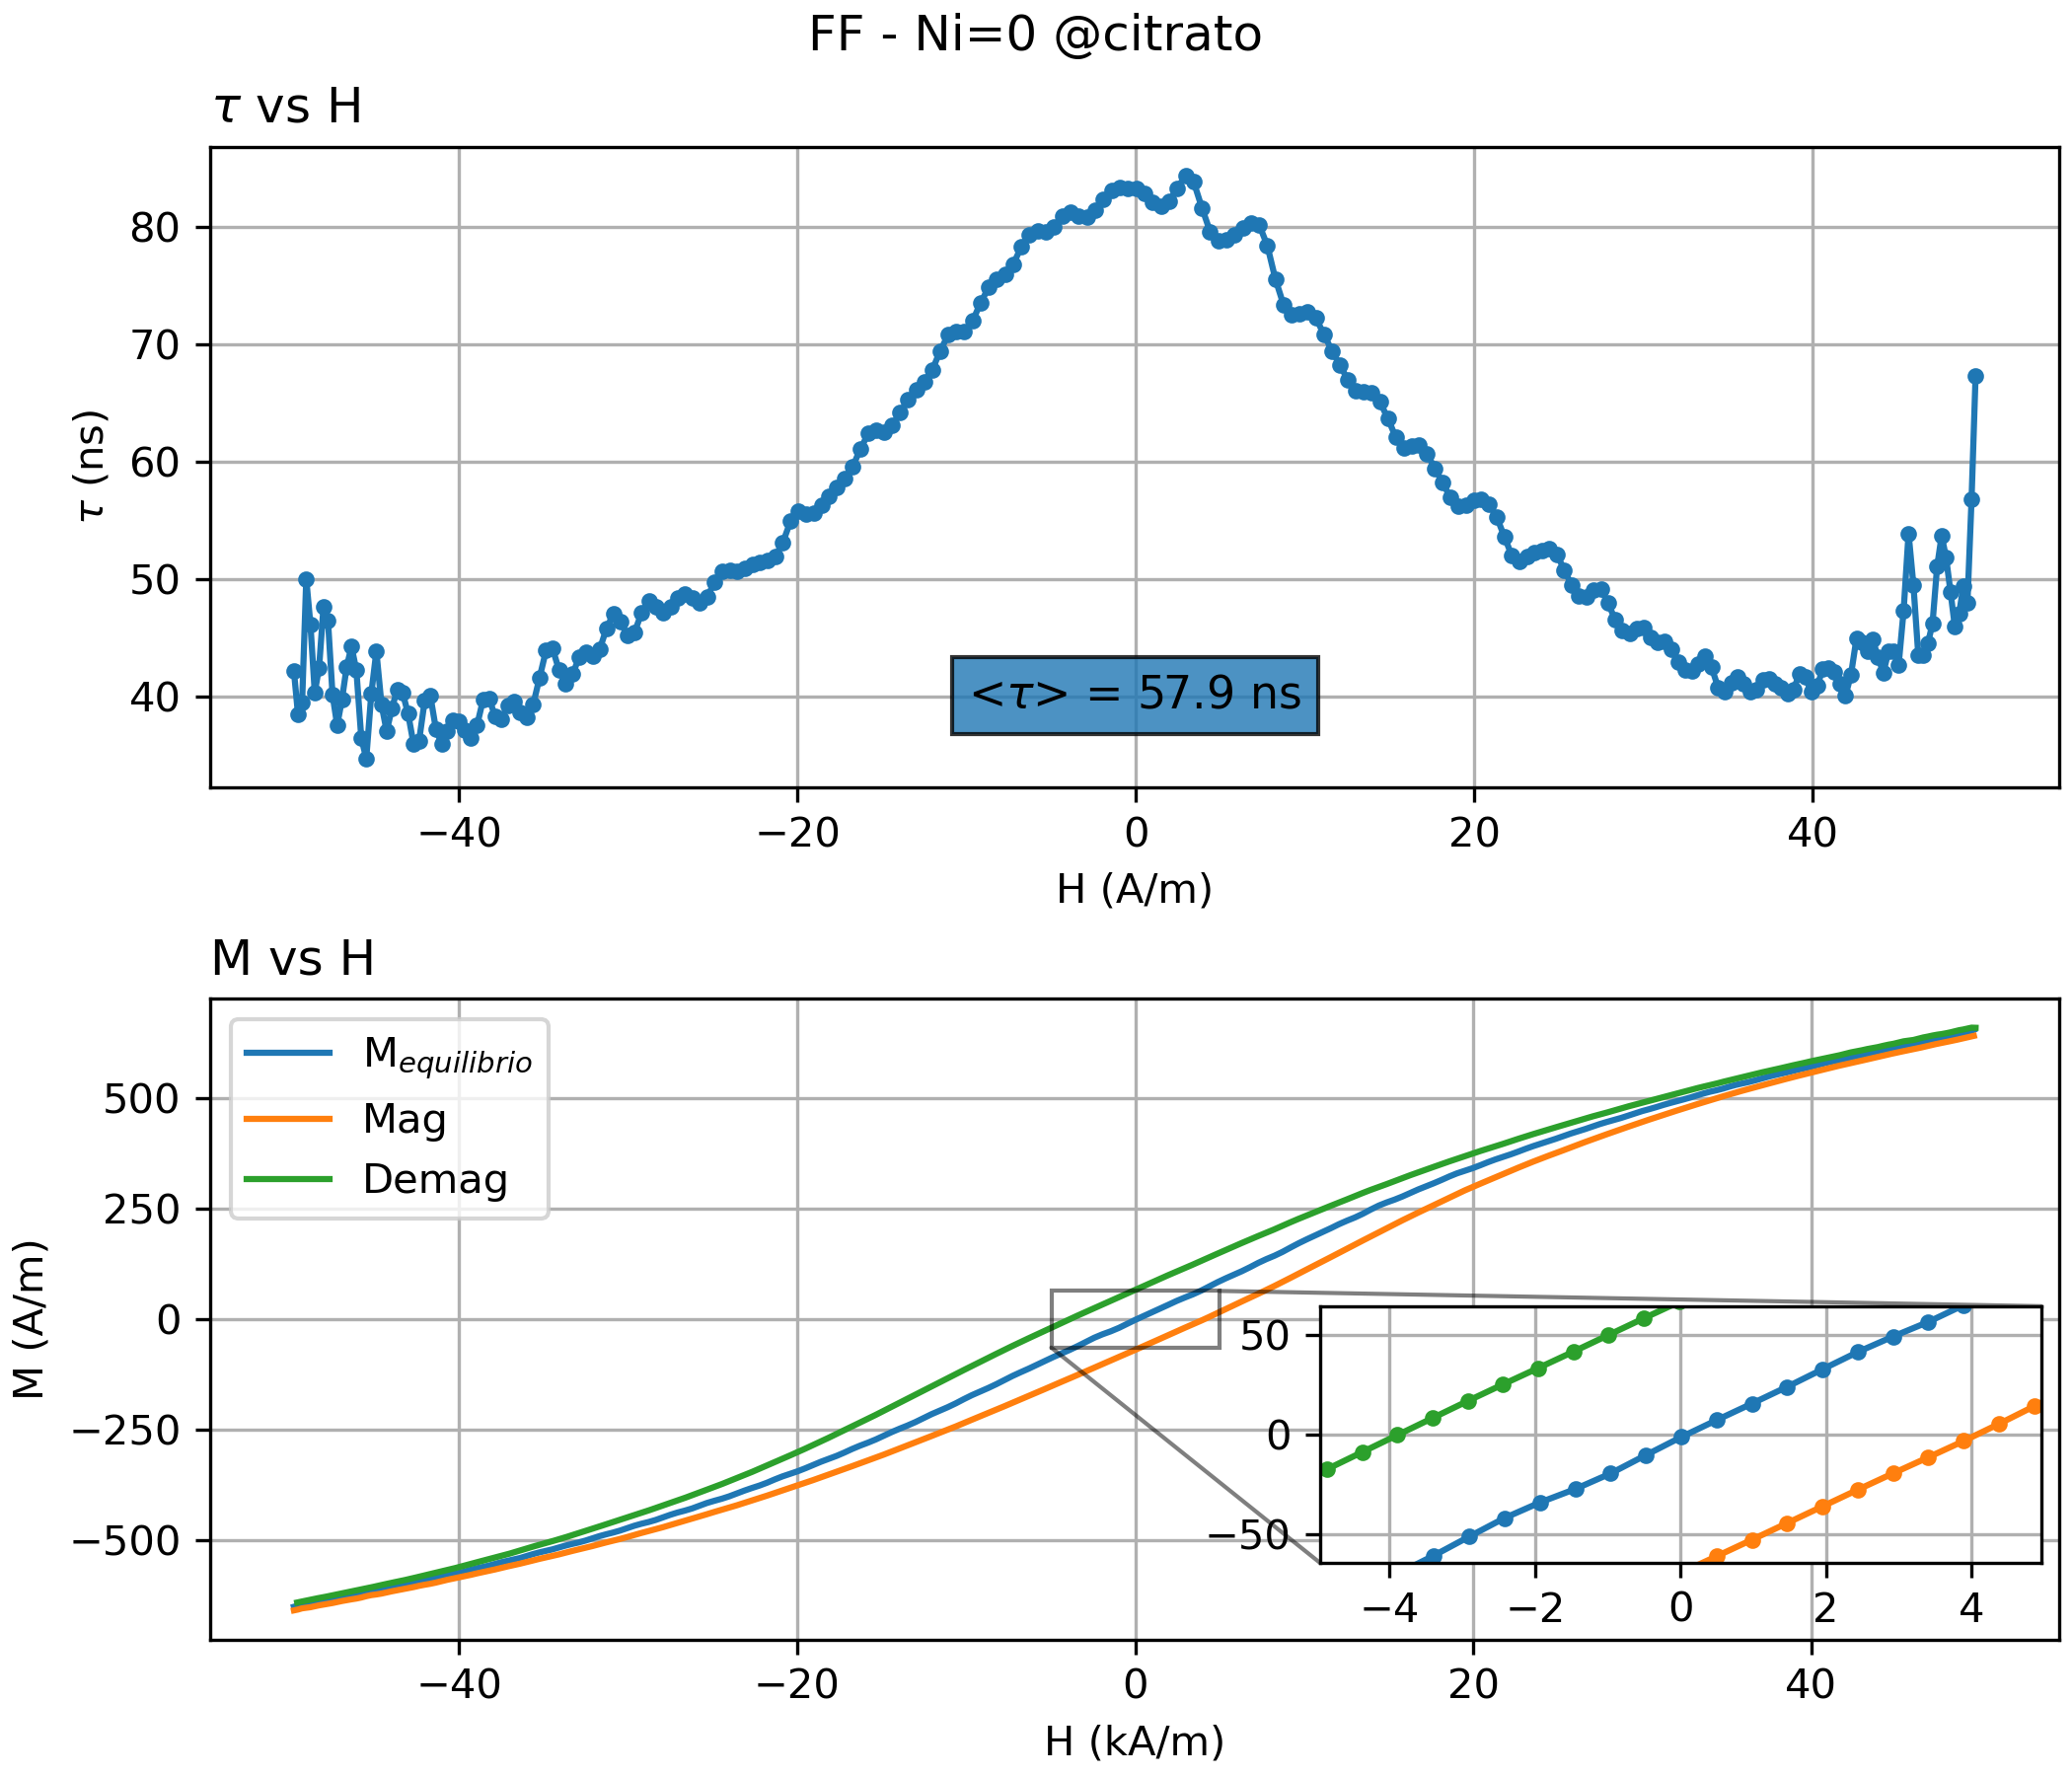 FF - Ni=0 @citrato
τ vs H
τ (ns)
80
70
60
50
40
<τ> = 57.9 ns
−40 −20 0 20 40
H (A/m)
M vs H
M (A/m)
500
250
0
−250
−500
M_equilibrio
Mag
Demag
50
0
−50
−4 −2 0 2 4
−40 −20 0 20 40
H (kA/m)